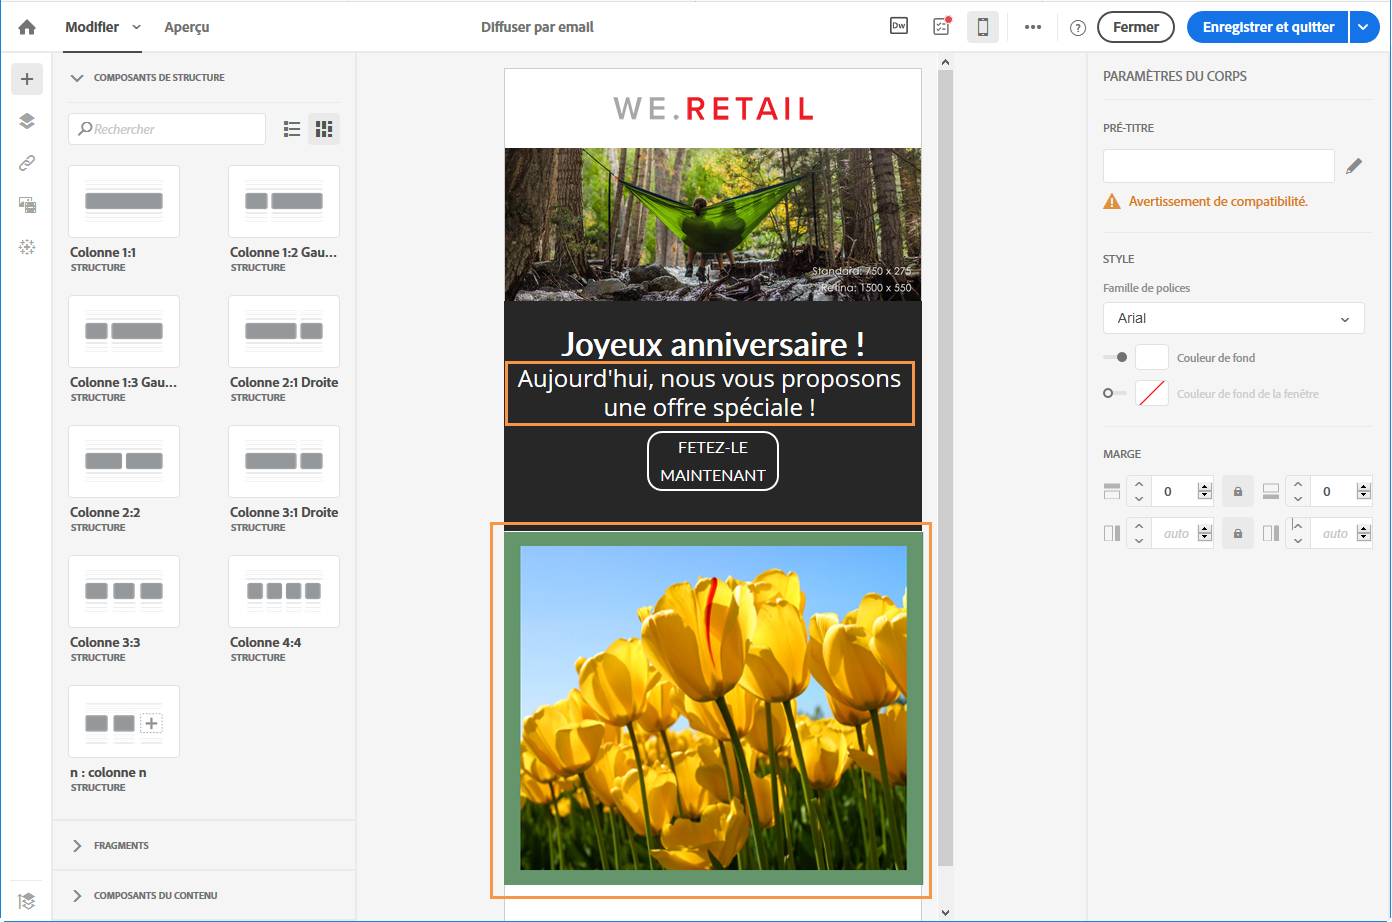 Modifier
Aperçu
Diffuser par email
Dw
Fermer
Enregistrer et quitter
COMPOSANTS DE STRUCTURE
Rechercher
Colonne 1:1
STRUCTURE
Colonne 1:2 Gau...
STRUCTURE
Colonne 1:3 Gau...
STRUCTURE
Colonne 2:1 Droite
STRUCTURE
Colonne 2:2
STRUCTURE
Colonne 3:1 Droite
STRUCTURE
Colonne 3:3
STRUCTURE
Colonne 4:4
STRUCTURE
n : colonne n
STRUCTURE
FRAGMENTS
COMPOSANTS DU CONTENU
WE.RETAIL
Standard: 750 x 275
Retina: 1500 x 550
Joyeux anniversaire !
Aujourd'hui, nous vous proposons
une offre spéciale !
FETEZ-LE
MAINTENANT
PARAMÈTRES DU CORPS
PRÉ-TITRE
Avertissement de compatibilité.
STYLE
Famille de polices
Arial
Couleur de fond
Couleur de fond de la fenêtre
MARGE
0
0
auto
auto